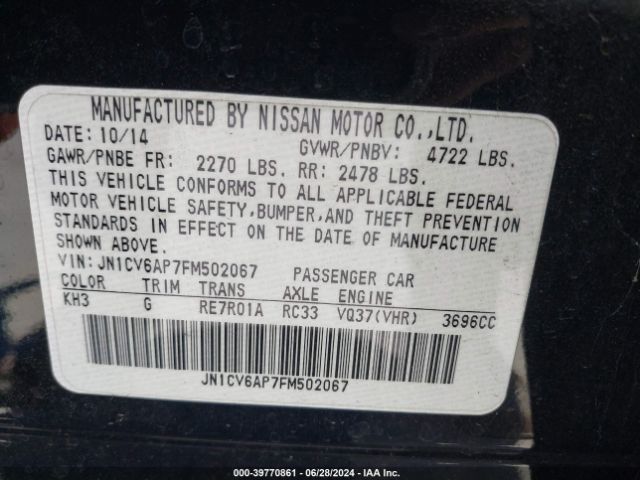 MANUFACTURED BY NISSAN MOTOR CO.,LTD.
DATE: 10/14 GVWR/PNBV: 4722 LBS.
GAWR/PNBE FR: 2270 LBS. RR: 2478 LBS.
THIS VEHICLE CONFORMS TO ALL APPLICABLE FEDERAL
MOTOR VEHICLE SAFETY,BUMPER,AND THEFT PREVENTION
STANDARDS IN EFFECT ON THE DATE OF MANUFACTURE
SHOWN ABOVE.
VIN: JN1CV6AP7FM502067 PASSENGER CAR
COLOR TRIM TRANS AXLE ENGINE
KH3 G RE7R01A RC33 VQ37(VHR) 3696CC
JN1CV6AP7FM502067
000-39770861 - 06/28/2024 - IAAI.com